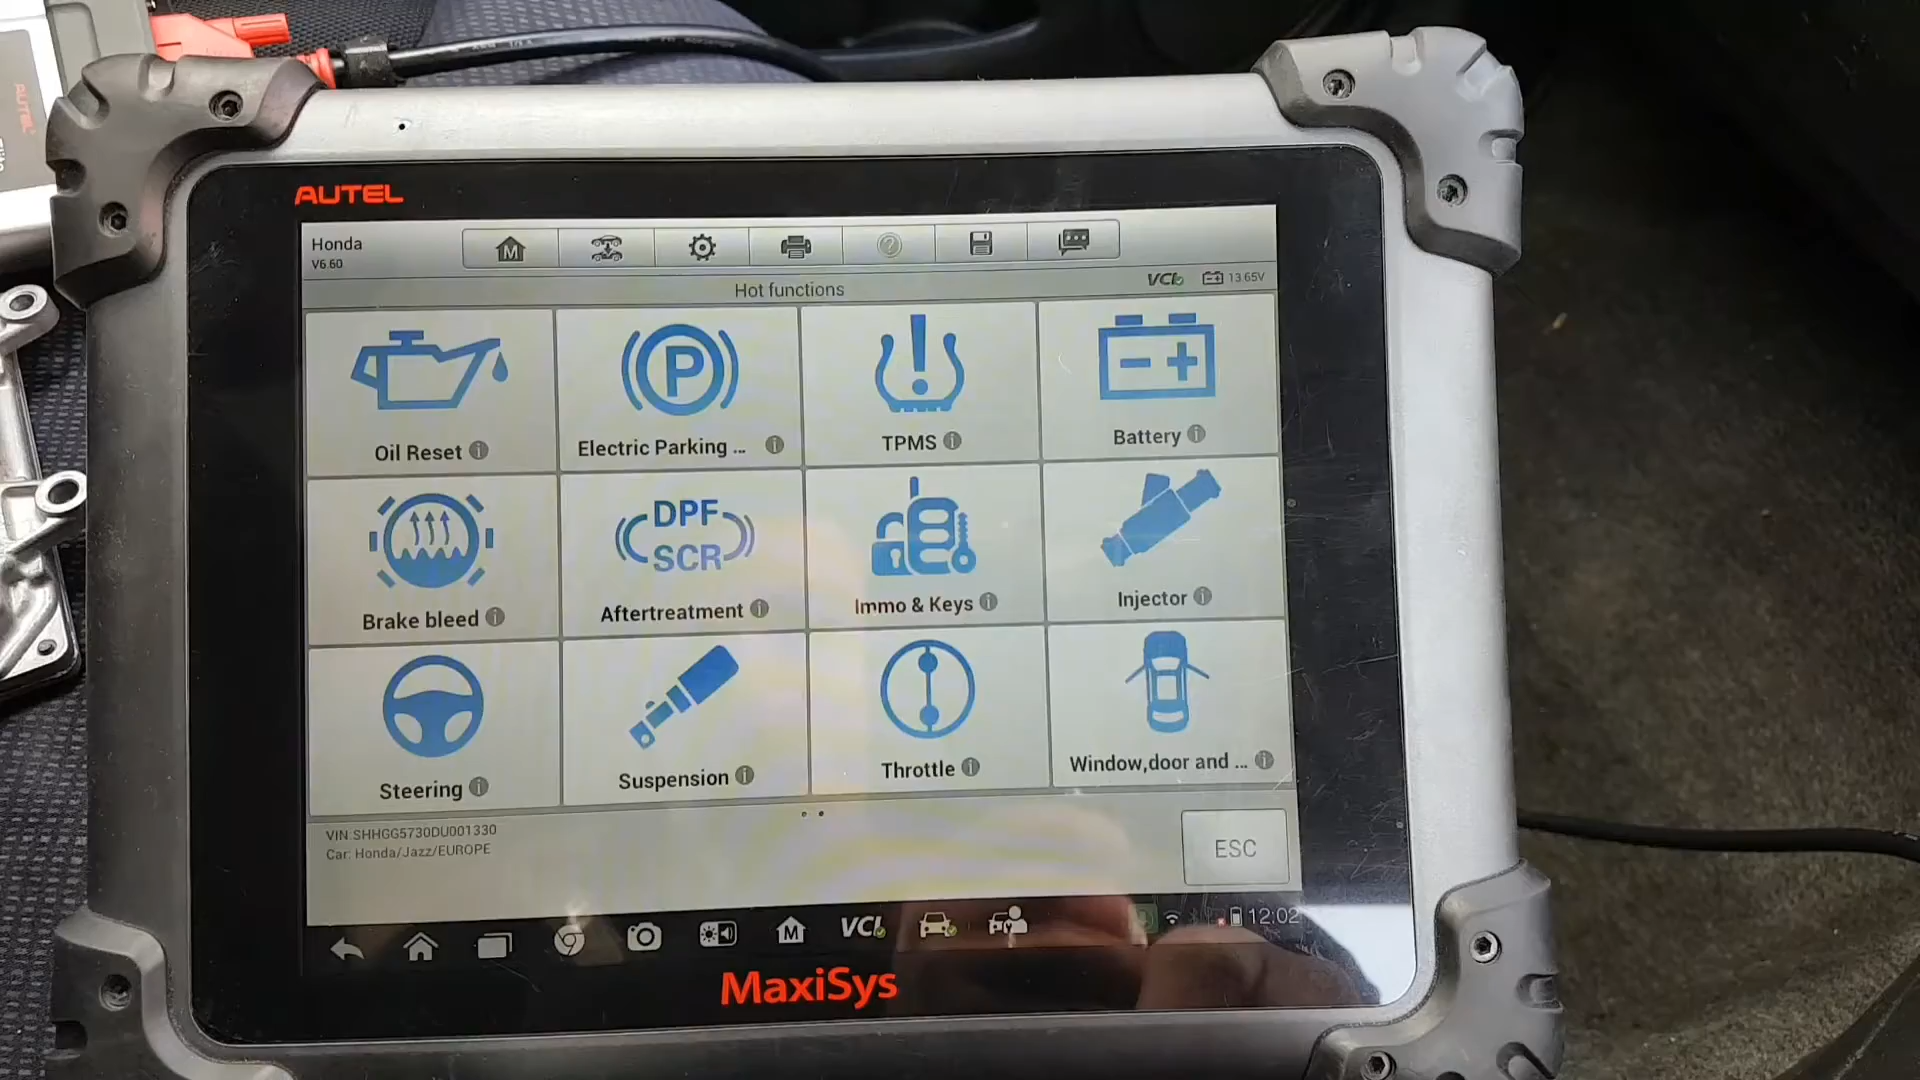 AUTEL
AUTEL
Honda
V6.60
M
?
Hot functions
VCI
13.65V
P
Oil Reset i
Electric Parking ... i
TPMS i
Battery i
DPF
SCR
Brake bleed i
Aftertreatment i
Immo & Keys i
Injector i
Steering i
Suspension i
Throttle i
Window,door and ... i
VIN:SHHGG5730DU001330
Car: Honda/Jazz/EUROPE
ESC
M
VCI
12:02
MaxiSys